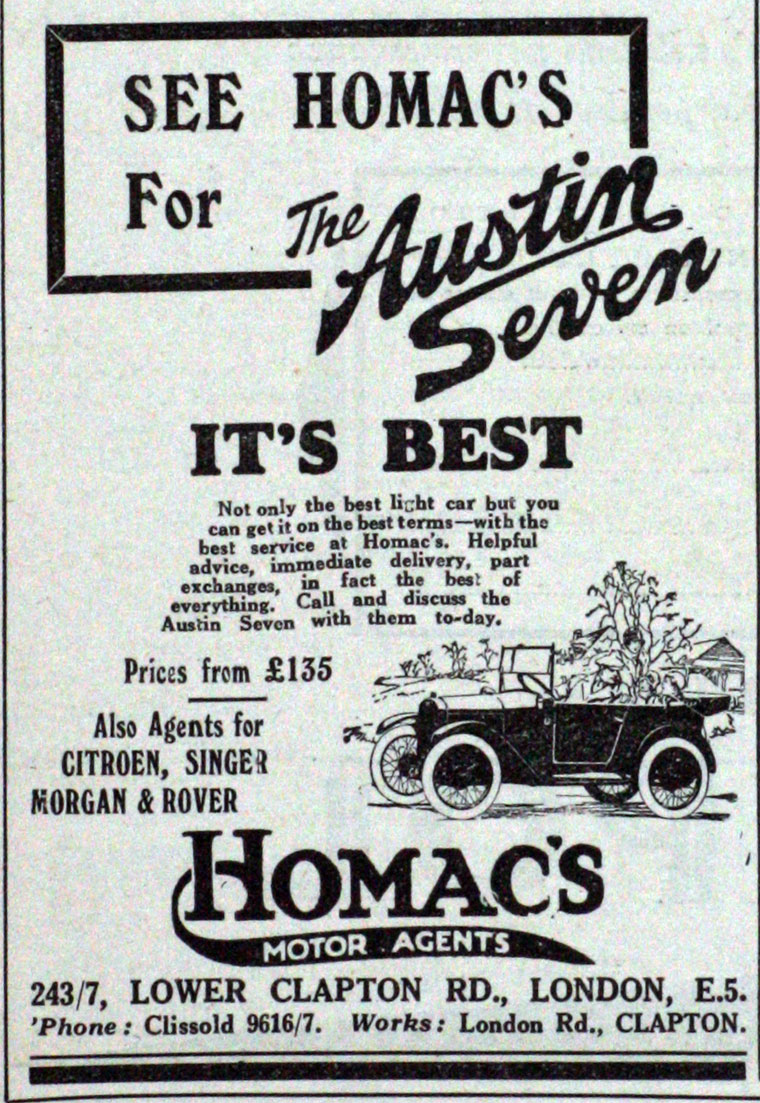 SEE HOMAC'S
For The Austin
Seven
IT'S BEST
Not only the best light car but you
can get it on the best terms—with the
best service at Homac's. Helpful
advice, immediate delivery, part
exchanges, in fact the best of
everything. Call and discuss the
Austin Seven with them to-day.
Prices from £135
Also Agents for
CITROEN, SINGER
MORGAN & ROVER
HOMAC'S
MOTOR AGENTS
243/7, LOWER CLAPTON RD., LONDON, E.5.
'Phone: Clissold 9616/7. Works: London Rd., CLAPTON.